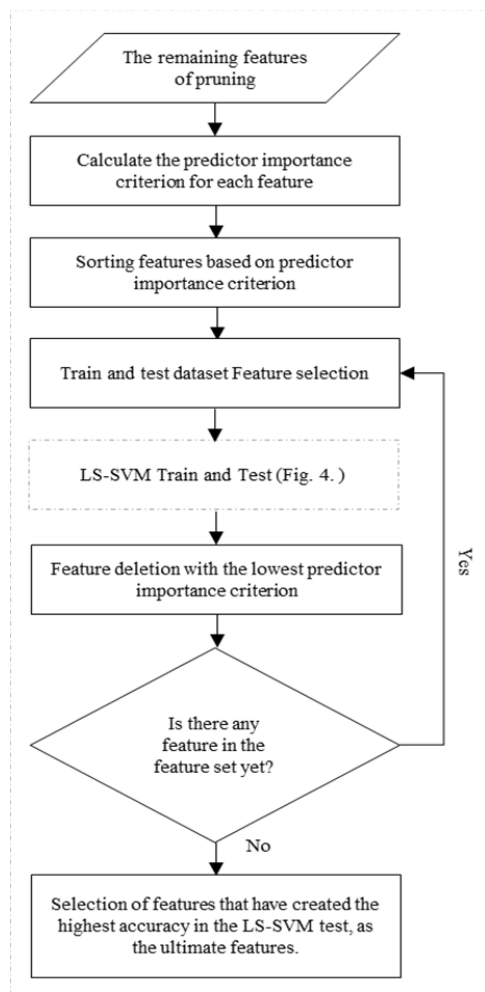 The remaining features
of pruning
Calculate the predictor importance
criterion for each feature
Sorting features based on predictor
importance criterion
Train and test dataset Feature selection
LS-SVM Train and Test (Fig. 4. )
Feature deletion with the lowest predictor
importance criterion
Yes
Is there any
feature in the
feature set yet?
No
Selection of features that have created the
highest accuracy in the LS-SVM test, as
the ultimate features.